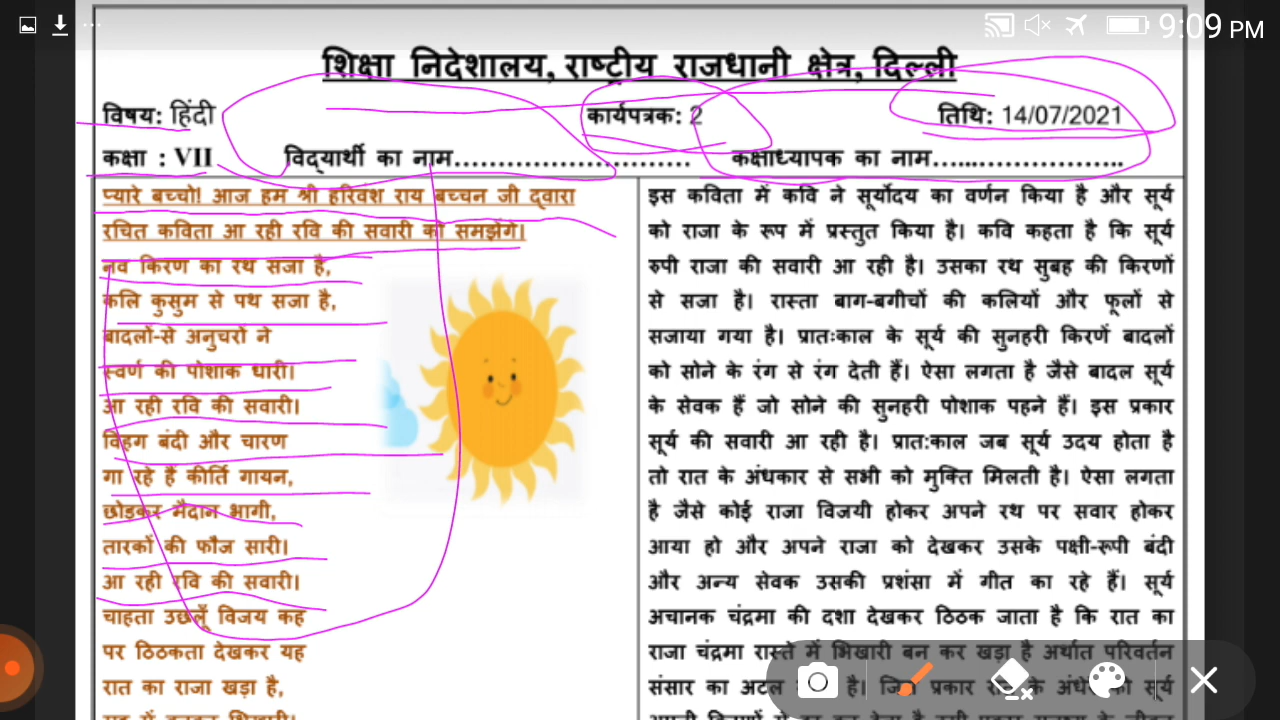 9:09 PM
शिक्षा निदेशालय, राष्ट्रीय राजधानी क्षेत्र, दिल्ली
विषय: हिंदी कार्यपत्रक: 2 तिथि: 14/07/2021
कक्षा : VII विद्यार्थी का नाम.............................. कक्षाध्यापक का नाम........................
प्यारे बच्चो! आज हम श्री हरिवंश राय बच्चन जी द्वारा
रचित कविता आ रही रवि की सवारी को समझेंगे।
नव किरण का रथ सजा है,
कलि कुसुम से पथ सजा है,
बादलों-से अनुचरों ने
स्वर्ण की पोशाक धारी।
आ रही रवि की सवारी।
विहग बंदी और चारण
गा रहे हैं कीर्ति गायन,
छोड़कर मैदान भागी,
तारकों की फौज सारी।
आ रही रवि की सवारी।
चाहता उछलूँ विजय कह
पर ठिठकता देखकर यह
रात का राजा खड़ा है,
राह में बनकर भिखारी।
इस कविता में कवि ने सूर्योदय का वर्णन किया है और सूर्य
को राजा के रूप में प्रस्तुत किया है। कवि कहता है कि सूर्य
रुपी राजा की सवारी आ रही है। उसका रथ सुबह की किरणों
से सजा है। रास्ता बाग-बगीचों की कलियों और फूलों से
सजाया गया है। प्रातःकाल के सूर्य की सुनहरी किरणें बादलों
को सोने के रंग से रंग देती हैं। ऐसा लगता है जैसे बादल सूर्य
के सेवक हैं जो सोने की सुनहरी पोशाक पहने हैं। इस प्रकार
सूर्य की सवारी आ रही है। प्रात:काल जब सूर्य उदय होता है
तो रात के अंधकार से सभी को मुक्ति मिलती है। ऐसा लगता
है जैसे कोई राजा विजयी होकर अपने रथ पर सवार होकर
आया हो और अपने राजा को देखकर उसके पक्षी-रूपी बंदी
और अन्य सेवक उसकी प्रशंसा में गीत का रहे हैं। सूर्य
अचानक चंद्रमा की दशा देखकर ठिठक जाता है कि रात का
राजा चंद्रमा रास्ते में भिखारी बन कर खड़ा है अर्थात परिवर्तन
संसार का अटल है। प्रकार के को सूर्य